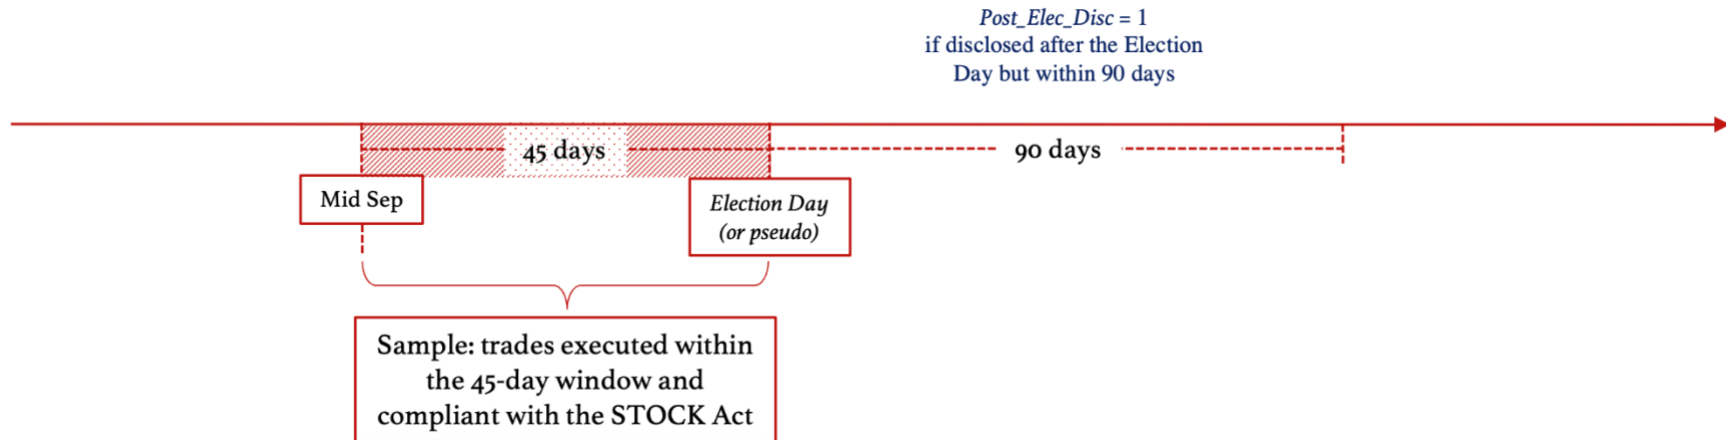 Post_Elec_Disc = 1
if disclosed after the Election
Day but within 90 days
45 days
90 days
Mid Sep
Election Day
(or pseudo)
Sample: trades executed within
the 45-day window and
compliant with the STOCK Act